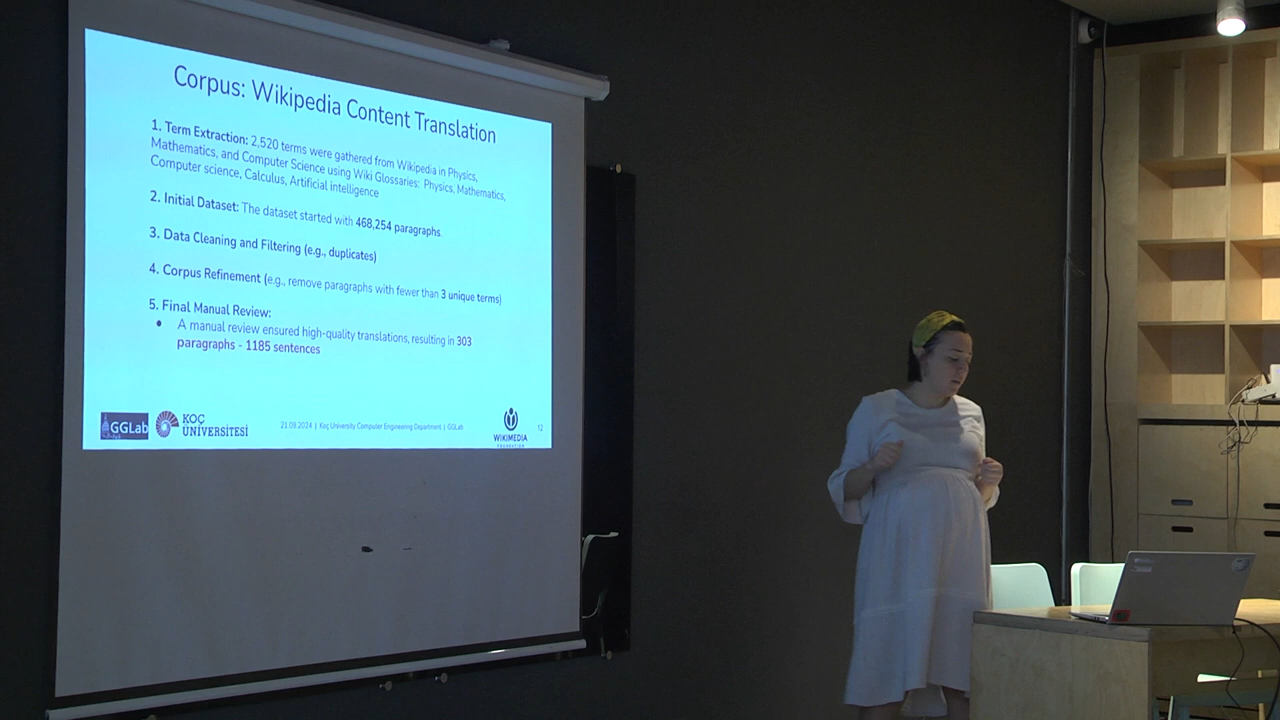 Corpus: Wikipedia Content Translation
1. Term Extraction: 2,520 terms were gathered from Wikipedia in Physics,
Mathematics, and Computer Science using Wiki Glossaries: Physics, Mathematics,
Computer science, Calculus, Artificial intelligence
2. Initial Dataset: The dataset started with 468,254 paragraphs.
3. Data Cleaning and Filtering (e.g., duplicates)
4. Corpus Refinement (e.g., remove paragraphs with fewer than 3 unique terms)
5. Final Manual Review:
• A manual review ensured high-quality translations, resulting in 303
paragraphs - 1185 sentences
GGLab
KOÇ
ÜNİVERSİTESİ
21.09.2024 | Koç University Computer Engineering Department | GGLab
WIKIMEDIA
FOUNDATION
12